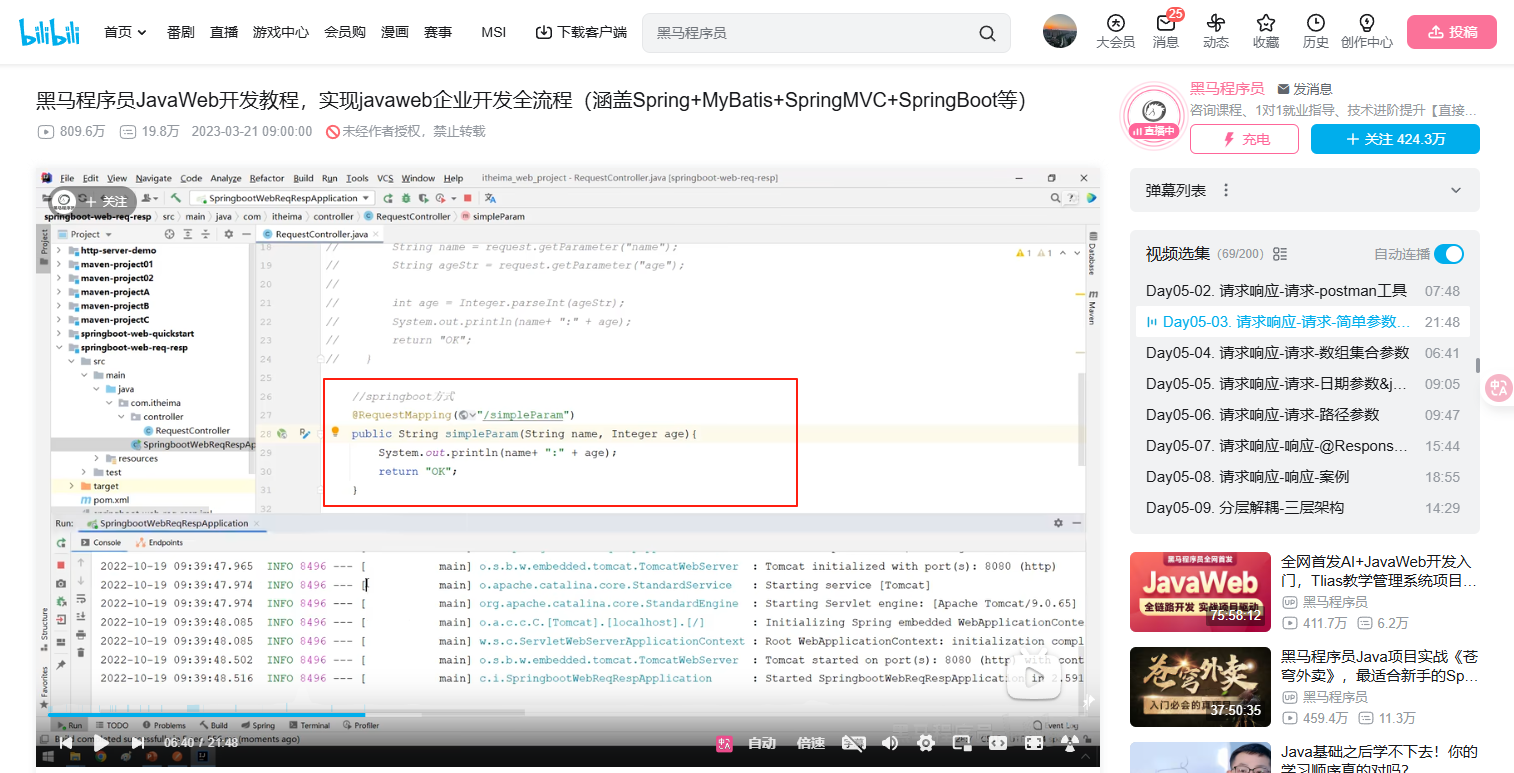 bilibili 首页 番剧 直播 游戏中心 会员购 漫画 赛事 MSI 下载客户端 黑马程序员 大会员 25 消息 动态 收藏 历史 创作中心 投稿
黑马程序员JavaWeb开发教程，实现javaweb企业开发全流程（涵盖Spring+MyBatis+SpringMVC+SpringBoot等）
809.6万 19.8万 2023-03-21 09:00:00 未经作者授权，禁止转载
File Edit View Navigate Code Analyze Refactor Build Run Tools VCS Window Help itheima_web_project - RequestController.java [springboot-web-req-resp]
+ 关注 SpringbootWebReqRespApplication
springboot-web-req-resp src main java com itheima controller RequestController simpleParam
Project
Project
RequestController.java
http-server-demo
maven-project01
maven-project02
maven-projectA
maven-projectB
maven-projectC
springboot-web-quickstart
springboot-web-req-resp
src
main
java
com.itheima
controller
RequestController
SpringbootWebReqRespAp
resources
test
target
pom.xml
18 // String name = request.getParameter("name");
19 // String ageStr = request.getParameter("age");
20 //
21 // int age = Integer.parseInt(ageStr);
22 // System.out.println(name+ ":" + age);
23 // return "OK";
24 // }
25
26 //springboot方式
27 @RequestMapping("/simpleParam")
28 public String simpleParam(String name, Integer age){
29 System.out.println(name+ ":" + age);
30 return "OK";
31 }
32
1 1
Database
Maven
Run: SpringbootWebReqRespApplication
Console Endpoints
2022-10-19 09:39:47.965 INFO 8496 --- [ main] o.s.b.w.embedded.tomcat.TomcatWebServer : Tomcat initialized with port(s): 8080 (http)
2022-10-19 09:39:47.974 INFO 8496 --- [ main] o.apache.catalina.core.StandardService : Starting service [Tomcat]
2022-10-19 09:39:47.974 INFO 8496 --- [ main] org.apache.catalina.core.StandardEngine : Starting Servlet engine: [Apache Tomcat/9.0.65]
2022-10-19 09:39:48.085 INFO 8496 --- [ main] o.a.c.c.C.[Tomcat].[localhost].[/] : Initializing Spring embedded WebApplicationConte
2022-10-19 09:39:48.085 INFO 8496 --- [ main] w.s.c.ServletWebServerApplicationContext : Root WebApplicationContext: initialization compl
2022-10-19 09:39:48.502 INFO 8496 --- [ main] o.s.b.w.embedded.tomcat.TomcatWebServer : Tomcat started on port(s): 8080 (http) with cont
2022-10-19 09:39:48.516 INFO 8496 --- [ main] c.i.SpringbootWebReqRespApplication : Started SpringbootWebReqRespApplication in 2.591
Structure
Favorites
Run TODO Problems Build Spring Terminal Profiler Event Log
06:40 / 21:48 (moments ago)
自动 倍速
黑马程序员 发消息
咨询课程、1对1就业指导、技术进阶提升【直接...
直播中
充电 + 关注 424.3万
弹幕列表
视频选集 (69/200) 自动连播
Day05-02. 请求响应-请求-postman工具 07:48
Day05-03. 请求响应-请求-简单参数... 21:48
Day05-04. 请求响应-请求-数组集合参数 06:41
Day05-05. 请求响应-请求-日期参数&j... 09:05
Day05-06. 请求响应-请求-路径参数 09:47
Day05-07. 请求响应-响应-@Respons... 15:44
Day05-08. 请求响应-响应-案例 18:55
Day05-09. 分层解耦-三层架构 14:29
黑马程序员全网首发
JavaWeb
全链路开发 实战项目驱动
75:58:12
全网首发AI+JavaWeb开发入
门，Tlias教学管理系统项目...
UP 黑马程序员
411.7万 6.2万
苍穹外卖
37:50:35
黑马程序员Java项目实战《苍
穹外卖》，最适合新手的Sp...
UP 黑马程序员
459.4万 11.3万
Java基础之后学不下去！你的
学习顺序真的对吗？